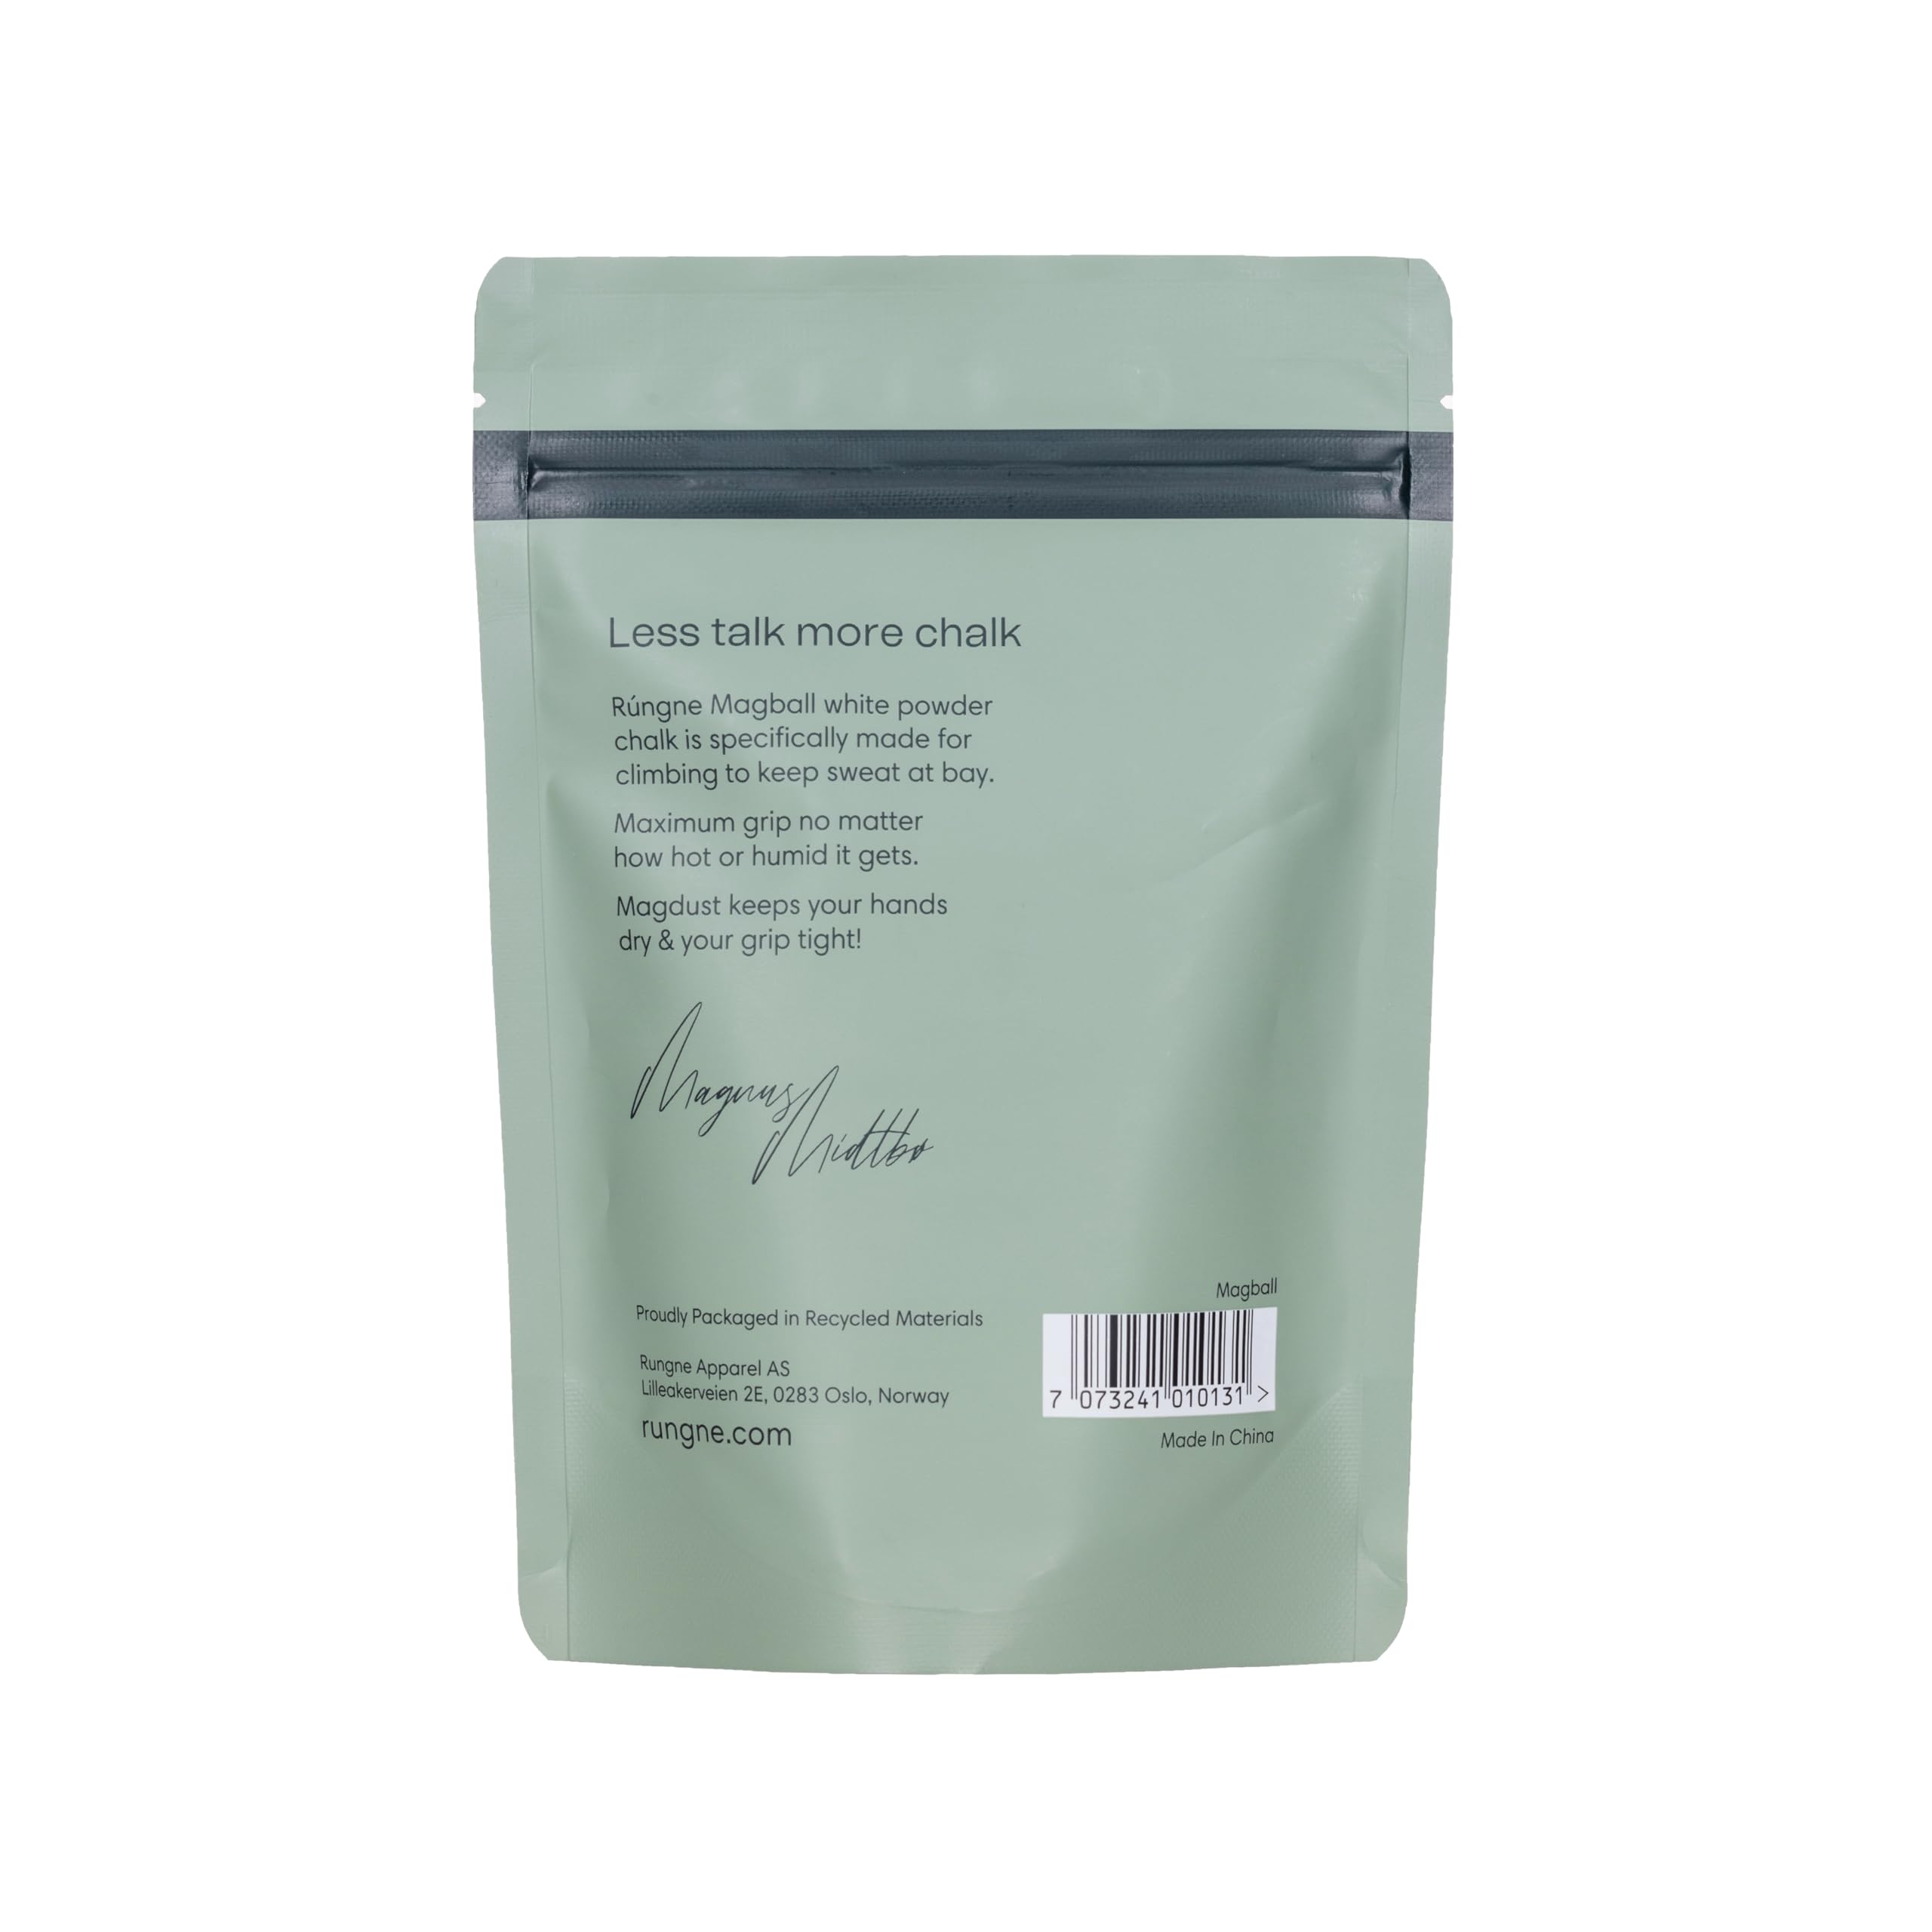 Less talk more chalk
Rúngne Magball white powder
chalk is specifically made for
climbing to keep sweat at bay.
Maximum grip no matter
how hot or humid it gets.
Magdust keeps your hands
dry & your grip tight!
Magnus
Midtbø
Proudly Packaged in Recycled Materials
Rungne Apparel AS
Lilleakerveien 2E, 0283 Oslo, Norway
rungne.com
Magball
7 073241 010131 >
Made In China